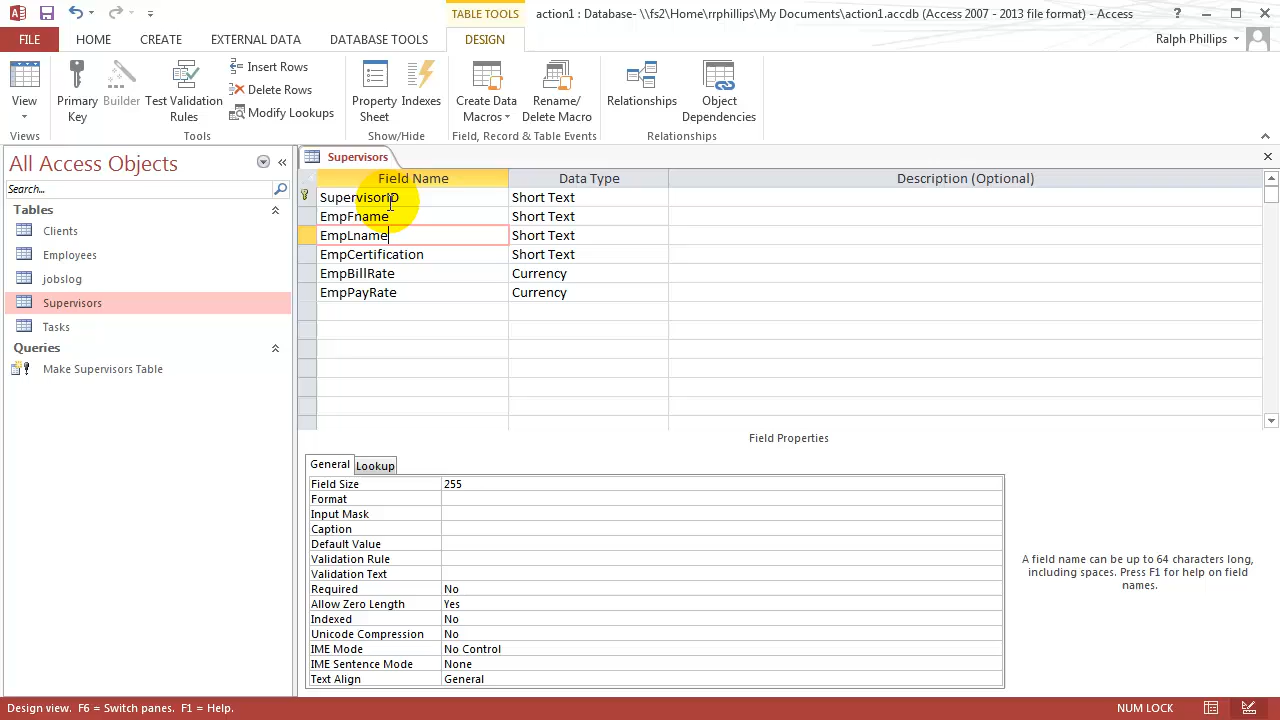 TABLE TOOLS
action1 : Database- \\fs2\Home\rrphillips\My Documents\action1.accdb (Access 2007 - 2013 file format) - Access
FILE HOME CREATE EXTERNAL DATA DATABASE TOOLS DESIGN Ralph Phillips
View
Primary Key
Builder
Test Validation Rules
Insert Rows
Delete Rows
Modify Lookups
Property Sheet
Indexes
Create Data Macros
Rename/ Delete Macro
Relationships
Object Dependencies
Views Tools Show/Hide Field, Record & Table Events Relationships
All Access Objects
Search...
Tables
Clients
Employees
jobslog
Supervisors
Tasks
Queries
Make Supervisors Table
Supervisors
Field Name Data Type Description (Optional)
SupervisorID Short Text
EmpFname Short Text
EmpLname Short Text
EmpCertification Short Text
EmpBillRate Currency
EmpPayRate Currency
Field Properties
General Lookup
Field Size 255
Format
Input Mask
Caption
Default Value
Validation Rule
Validation Text
Required No
Allow Zero Length Yes
Indexed No
Unicode Compression No
IME Mode No Control
IME Sentence Mode None
Text Align General
A field name can be up to 64 characters long,
including spaces. Press F1 for help on field
names.
Design view. F6 = Switch panes. F1 = Help. NUM LOCK